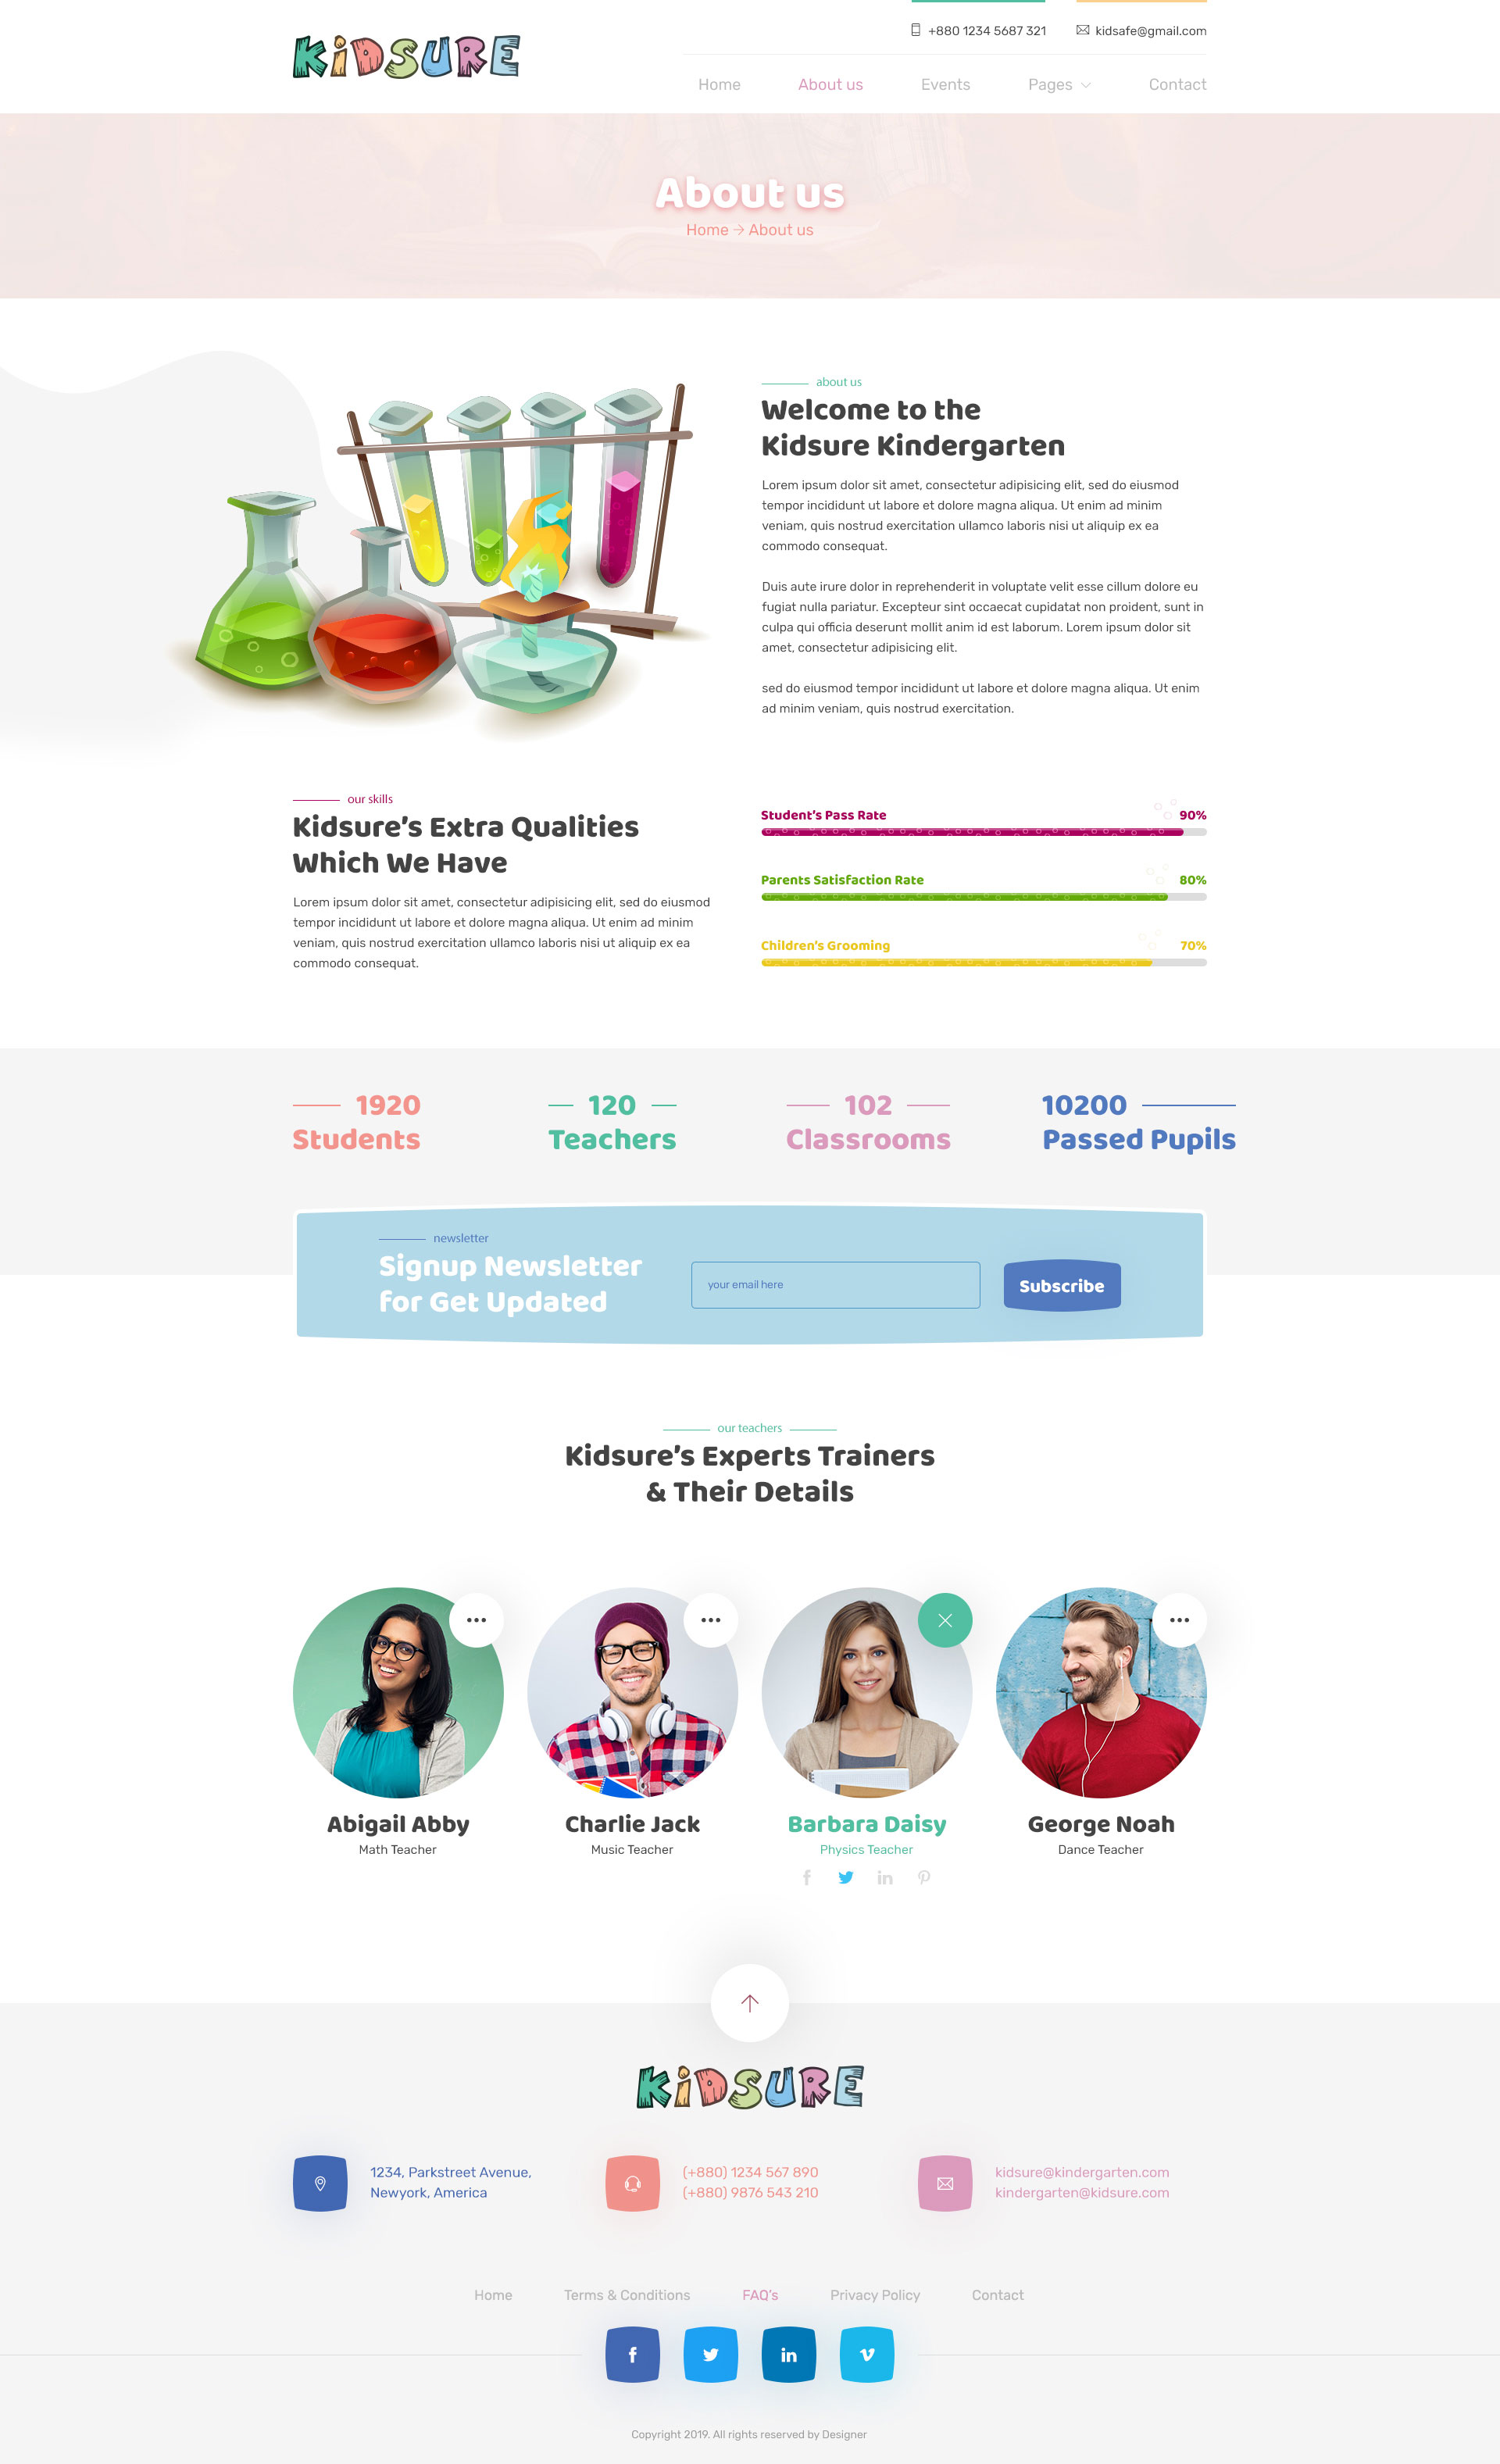 KIDSURE
+880 1234 5687 321
kidsafe@gmail.com
Home
About us
Events
Pages
Contact
About us
Home → About us
about us
Welcome to the
Kidsure Kindergarten
Lorem ipsum dolor sit amet, consectetur adipisicing elit, sed do eiusmod
tempor incididunt ut labore et dolore magna aliqua. Ut enim ad minim
veniam, quis nostrud exercitation ullamco laboris nisi ut aliquip ex ea
commodo consequat.
Duis aute irure dolor in reprehenderit in voluptate velit esse cillum dolore eu
fugiat nulla pariatur. Excepteur sint occaecat cupidatat non proident, sunt in
culpa qui officia deserunt mollit anim id est laborum. Lorem ipsum dolor sit
amet, consectetur adipisicing elit.
sed do eiusmod tempor incididunt ut labore et dolore magna aliqua. Ut enim
ad minim veniam, quis nostrud exercitation.
our skills
Kidsure's Extra Qualities
Which We Have
Lorem ipsum dolor sit amet, consectetur adipisicing elit, sed do eiusmod
tempor incididunt ut labore et dolore magna aliqua. Ut enim ad minim
veniam, quis nostrud exercitation ullamco laboris nisi ut aliquip ex ea
commodo consequat.
Student's Pass Rate 90%
Parents Satisfaction Rate 80%
Children's Grooming 70%
1920
Students
120
Teachers
102
Classrooms
10200
Passed Pupils
newsletter
Signup Newsletter
for Get Updated
your email here
Subscribe
our teachers
Kidsure's Experts Trainers
& Their Details
Abigail Abby
Math Teacher
Charlie Jack
Music Teacher
Barbara Daisy
Physics Teacher
George Noah
Dance Teacher
KIDSURE
1234, Parkstreet Avenue,
Newyork, America
(+880) 1234 567 890
(+880) 9876 543 210
kidsure@kindergarten.com
kindergarten@kidsure.com
Home
Terms & Conditions
FAQ's
Privacy Policy
Contact
Copyright 2019. All rights reserved by Designer